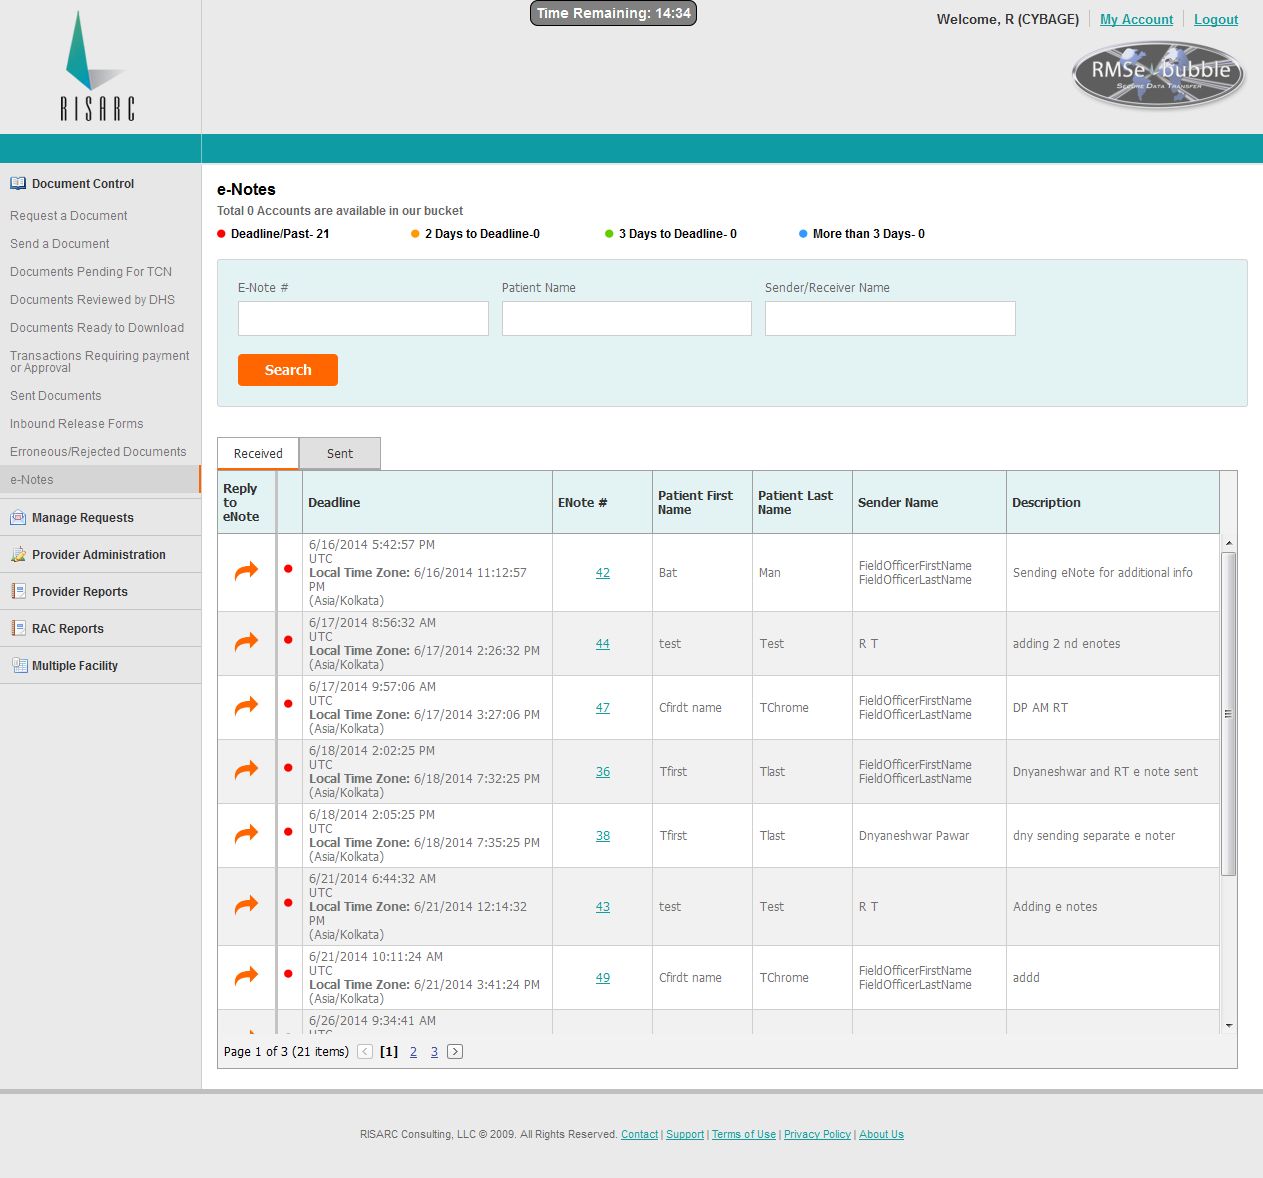 Time Remaining: 14:34
Welcome, R (CYBAGE)
My Account
Logout
RISARC
RMSe bubble
SECURE DATA TRANSFER
Document Control
Request a Document
Send a Document
Documents Pending For TCN
Documents Reviewed by DHS
Documents Ready to Download
Transactions Requiring payment
or Approval
Sent Documents
Inbound Release Forms
Erroneous/Rejected Documents
e-Notes
Manage Requests
Provider Administration
Provider Reports
RAC Reports
Multiple Facility
e-Notes
Total 0 Accounts are available in our bucket
Deadline/Past- 21
2 Days to Deadline-0
3 Days to Deadline- 0
More than 3 Days- 0
E-Note #
Patient Name
Sender/Receiver Name
Search
Received
Sent
Reply
to
eNote
Deadline
ENote #
Patient First
Name
Patient Last
Name
Sender Name
Description
6/16/2014 5:42:57 PM
UTC
Local Time Zone: 6/16/2014 11:12:57
PM
(Asia/Kolkata)
42
Bat
Man
FieldOfficerFirstName
FieldOfficerLastName
Sending eNote for additional info
6/17/2014 8:56:32 AM
UTC
Local Time Zone: 6/17/2014 2:26:32 PM
(Asia/Kolkata)
44
test
Test
R T
adding 2 nd enotes
6/17/2014 9:57:06 AM
UTC
Local Time Zone: 6/17/2014 3:27:06 PM
(Asia/Kolkata)
47
Cfirdt name
TChrome
FieldOfficerFirstName
FieldOfficerLastName
DP AM RT
6/18/2014 2:02:25 PM
UTC
Local Time Zone: 6/18/2014 7:32:25 PM
(Asia/Kolkata)
36
Tfirst
Tlast
FieldOfficerFirstName
FieldOfficerLastName
Dnyaneshwar and RT e note sent
6/18/2014 2:05:25 PM
UTC
Local Time Zone: 6/18/2014 7:35:25 PM
(Asia/Kolkata)
38
Tfirst
Tlast
Dnyaneshwar Pawar
dny sending separate e noter
6/21/2014 6:44:32 AM
UTC
Local Time Zone: 6/21/2014 12:14:32
PM
(Asia/Kolkata)
43
test
Test
R T
Adding e notes
6/21/2014 10:11:24 AM
UTC
Local Time Zone: 6/21/2014 3:41:24 PM
(Asia/Kolkata)
49
Cfirdt name
TChrome
FieldOfficerFirstName
FieldOfficerLastName
addd
6/26/2014 9:34:41 AM
UTC
Page 1 of 3 (21 items) < [1] 2 3 >
RISARC Consulting, LLC © 2009. All Rights Reserved. Contact | Support | Terms of Use | Privacy Policy | About Us